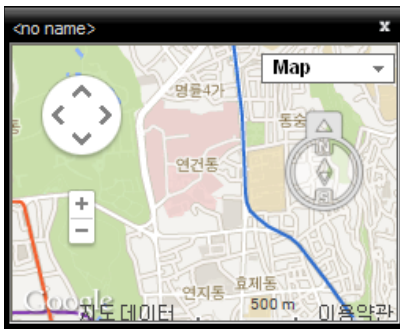 <no name>
x
Map
명륜4가
동숭
연건동
N
S
효제동
연지동
500 m
Google
지도 데이터
이용약관